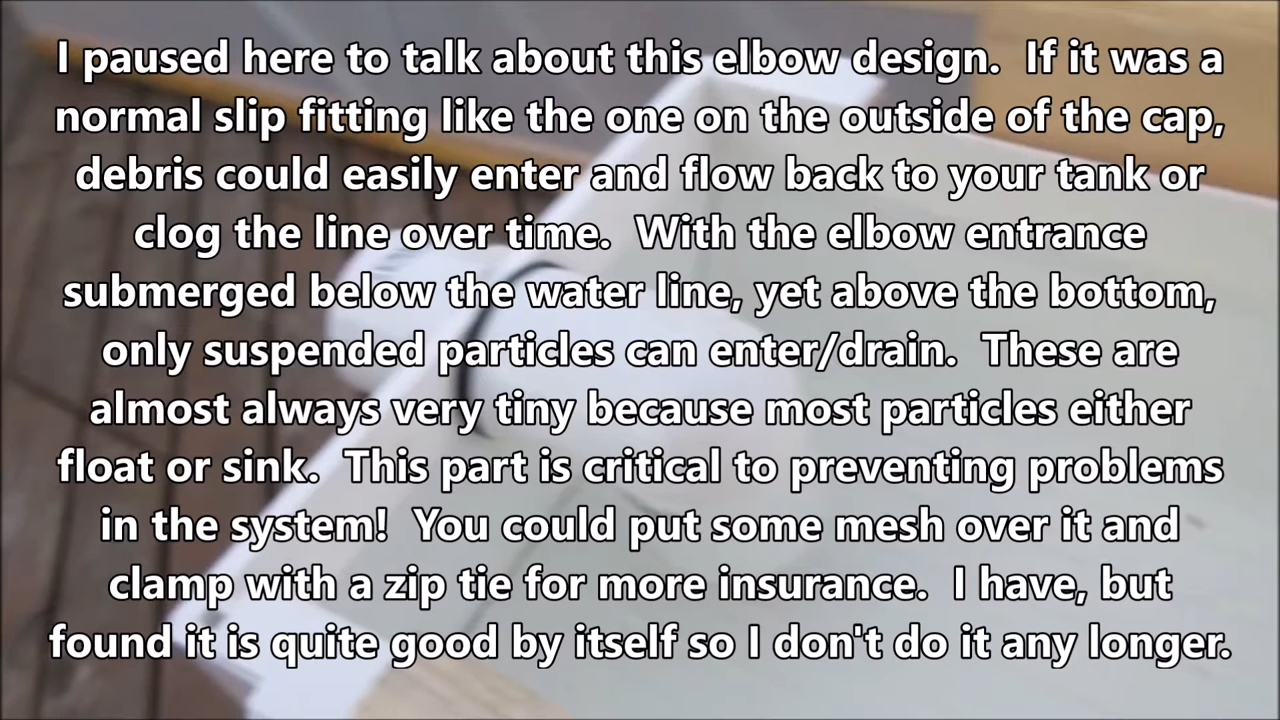 I paused here to talk about this elbow design.  If it was a
normal slip fitting like the one on the outside of the cap,
debris could easily enter and flow back to your tank or
clog the line over time.  With the elbow entrance
submerged below the water line, yet above the bottom,
only suspended particles can enter/drain.  These are
almost always very tiny because most particles either
float or sink.  This part is critical to preventing problems
in the system!  You could put some mesh over it and
clamp with a zip tie for more insurance.  I have, but
found it is quite good by itself so I don't do it any longer.